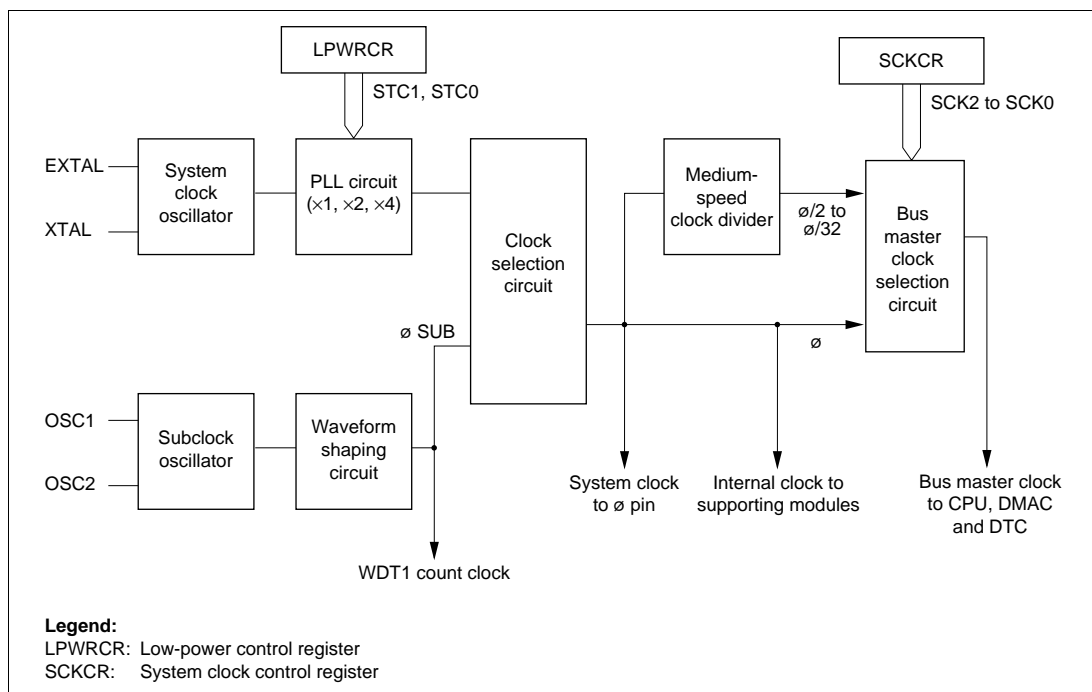 LPWRCR
SCKCR
STC1, STC0
SCK2 to SCK0
EXTAL
XTAL
System
clock
oscillator
PLL circuit
(×1, ×2, ×4)
Clock
selection
circuit
Medium-
speed
clock divider
ø/2 to
ø/32
Bus
master
clock
selection
circuit
ø SUB
ø
OSC1
OSC2
Subclock
oscillator
Waveform
shaping
circuit
System clock
to ø pin
Internal clock to
supporting modules
Bus master clock
to CPU, DMAC
and DTC
WDT1 count clock
Legend:
LPWRCR: Low-power control register
SCKCR: System clock control register